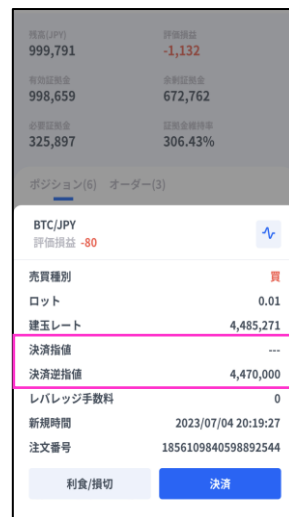 残高(JPY) 評価損益
999,791 -1,132
有効証拠金 余剰証拠金
998,659 672,762
必要証拠金 証拠金維持率
325,897 306.43%
ポジション(6) オーダー(3)
BTC/JPY
評価損益 -80
売買種別 買
ロット 0.01
建玉レート 4,485,271
決済指値 ---
決済逆指値 4,470,000
レバレッジ手数料 0
新規時間 2023/07/04 20:19:27
注文番号 1856109840598892544
利食/損切 決済